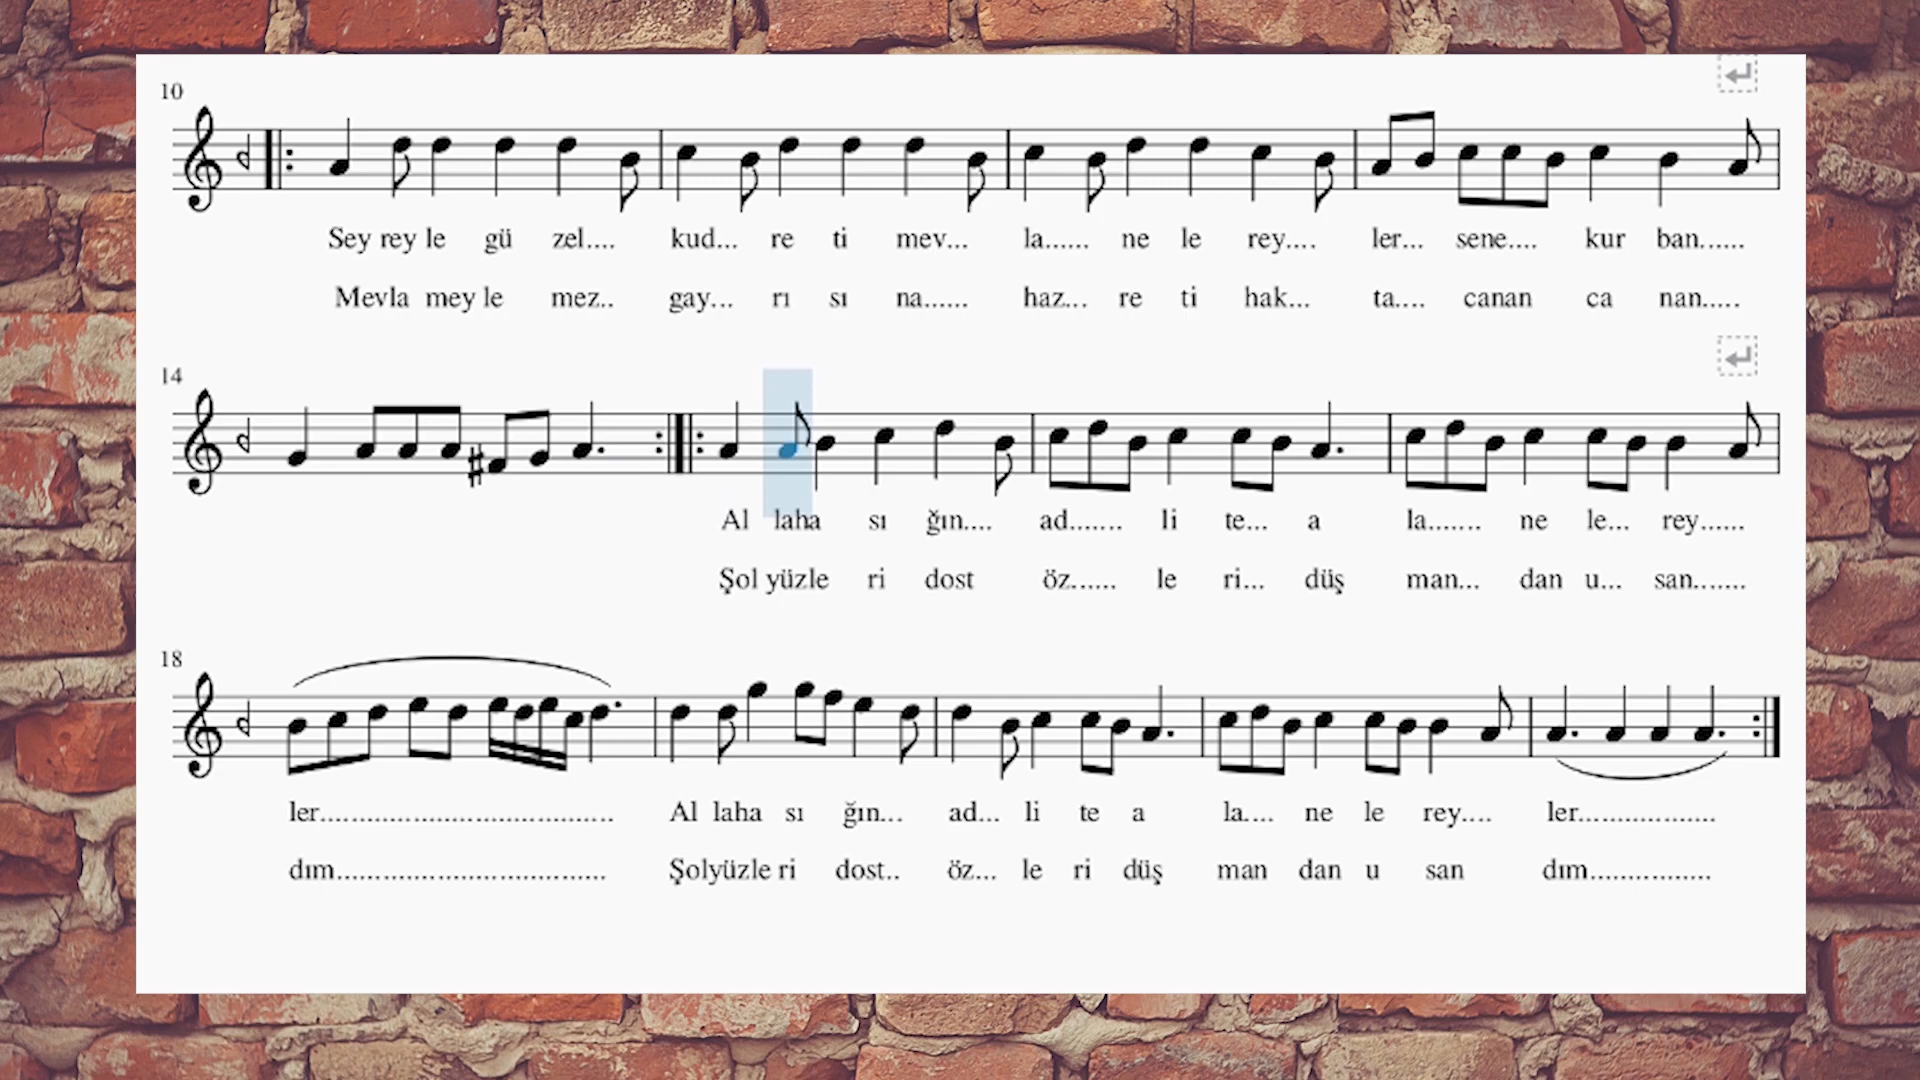 10
Sey rey le gü zel.... kud... re ti mev... la...... ne le rey.... ler... sene.... kur ban......
Mevla mey le mez.. gay... rı sı na...... haz... re ti hak... ta.... canan ca nan.....
14
Al laha sı ğın.... ad....... li te... a la....... ne le... rey......
Şol yüzle ri dost öz...... le ri... düş man... dan u... san.......
18
ler...................................... Al laha sı ğın... ad... li te a la.... ne le rey.... ler..................
dım................................... Şolyüzle ri dost.. öz... le ri düş man dan u san dım................